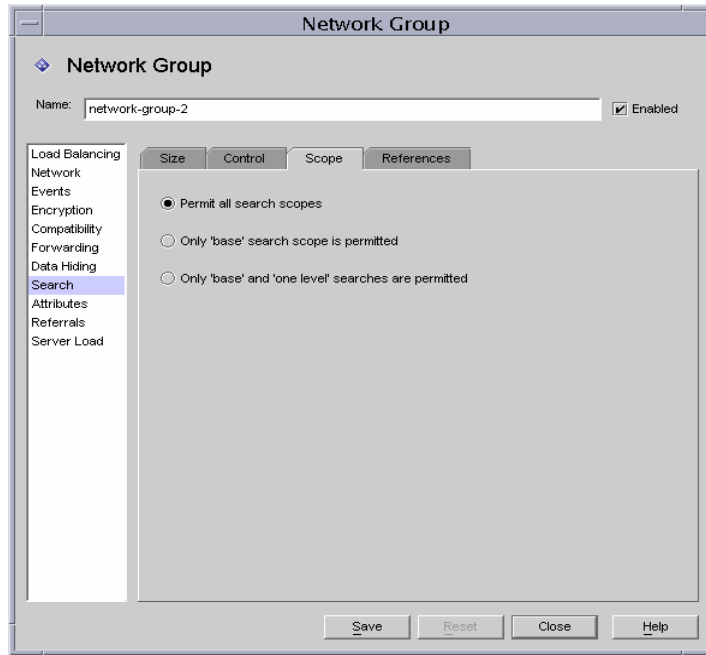 Network Group
Network Group
Name: network-group-2 Enabled
Load Balancing
Network
Events
Encryption
Compatibility
Forwarding
Data Hiding
Search
Attributes
Referrals
Server Load
Size Control Scope References
Permit all search scopes
Only 'base' search scope is permitted
Only 'base' and 'one level' searches are permitted
Save Reset Close Help